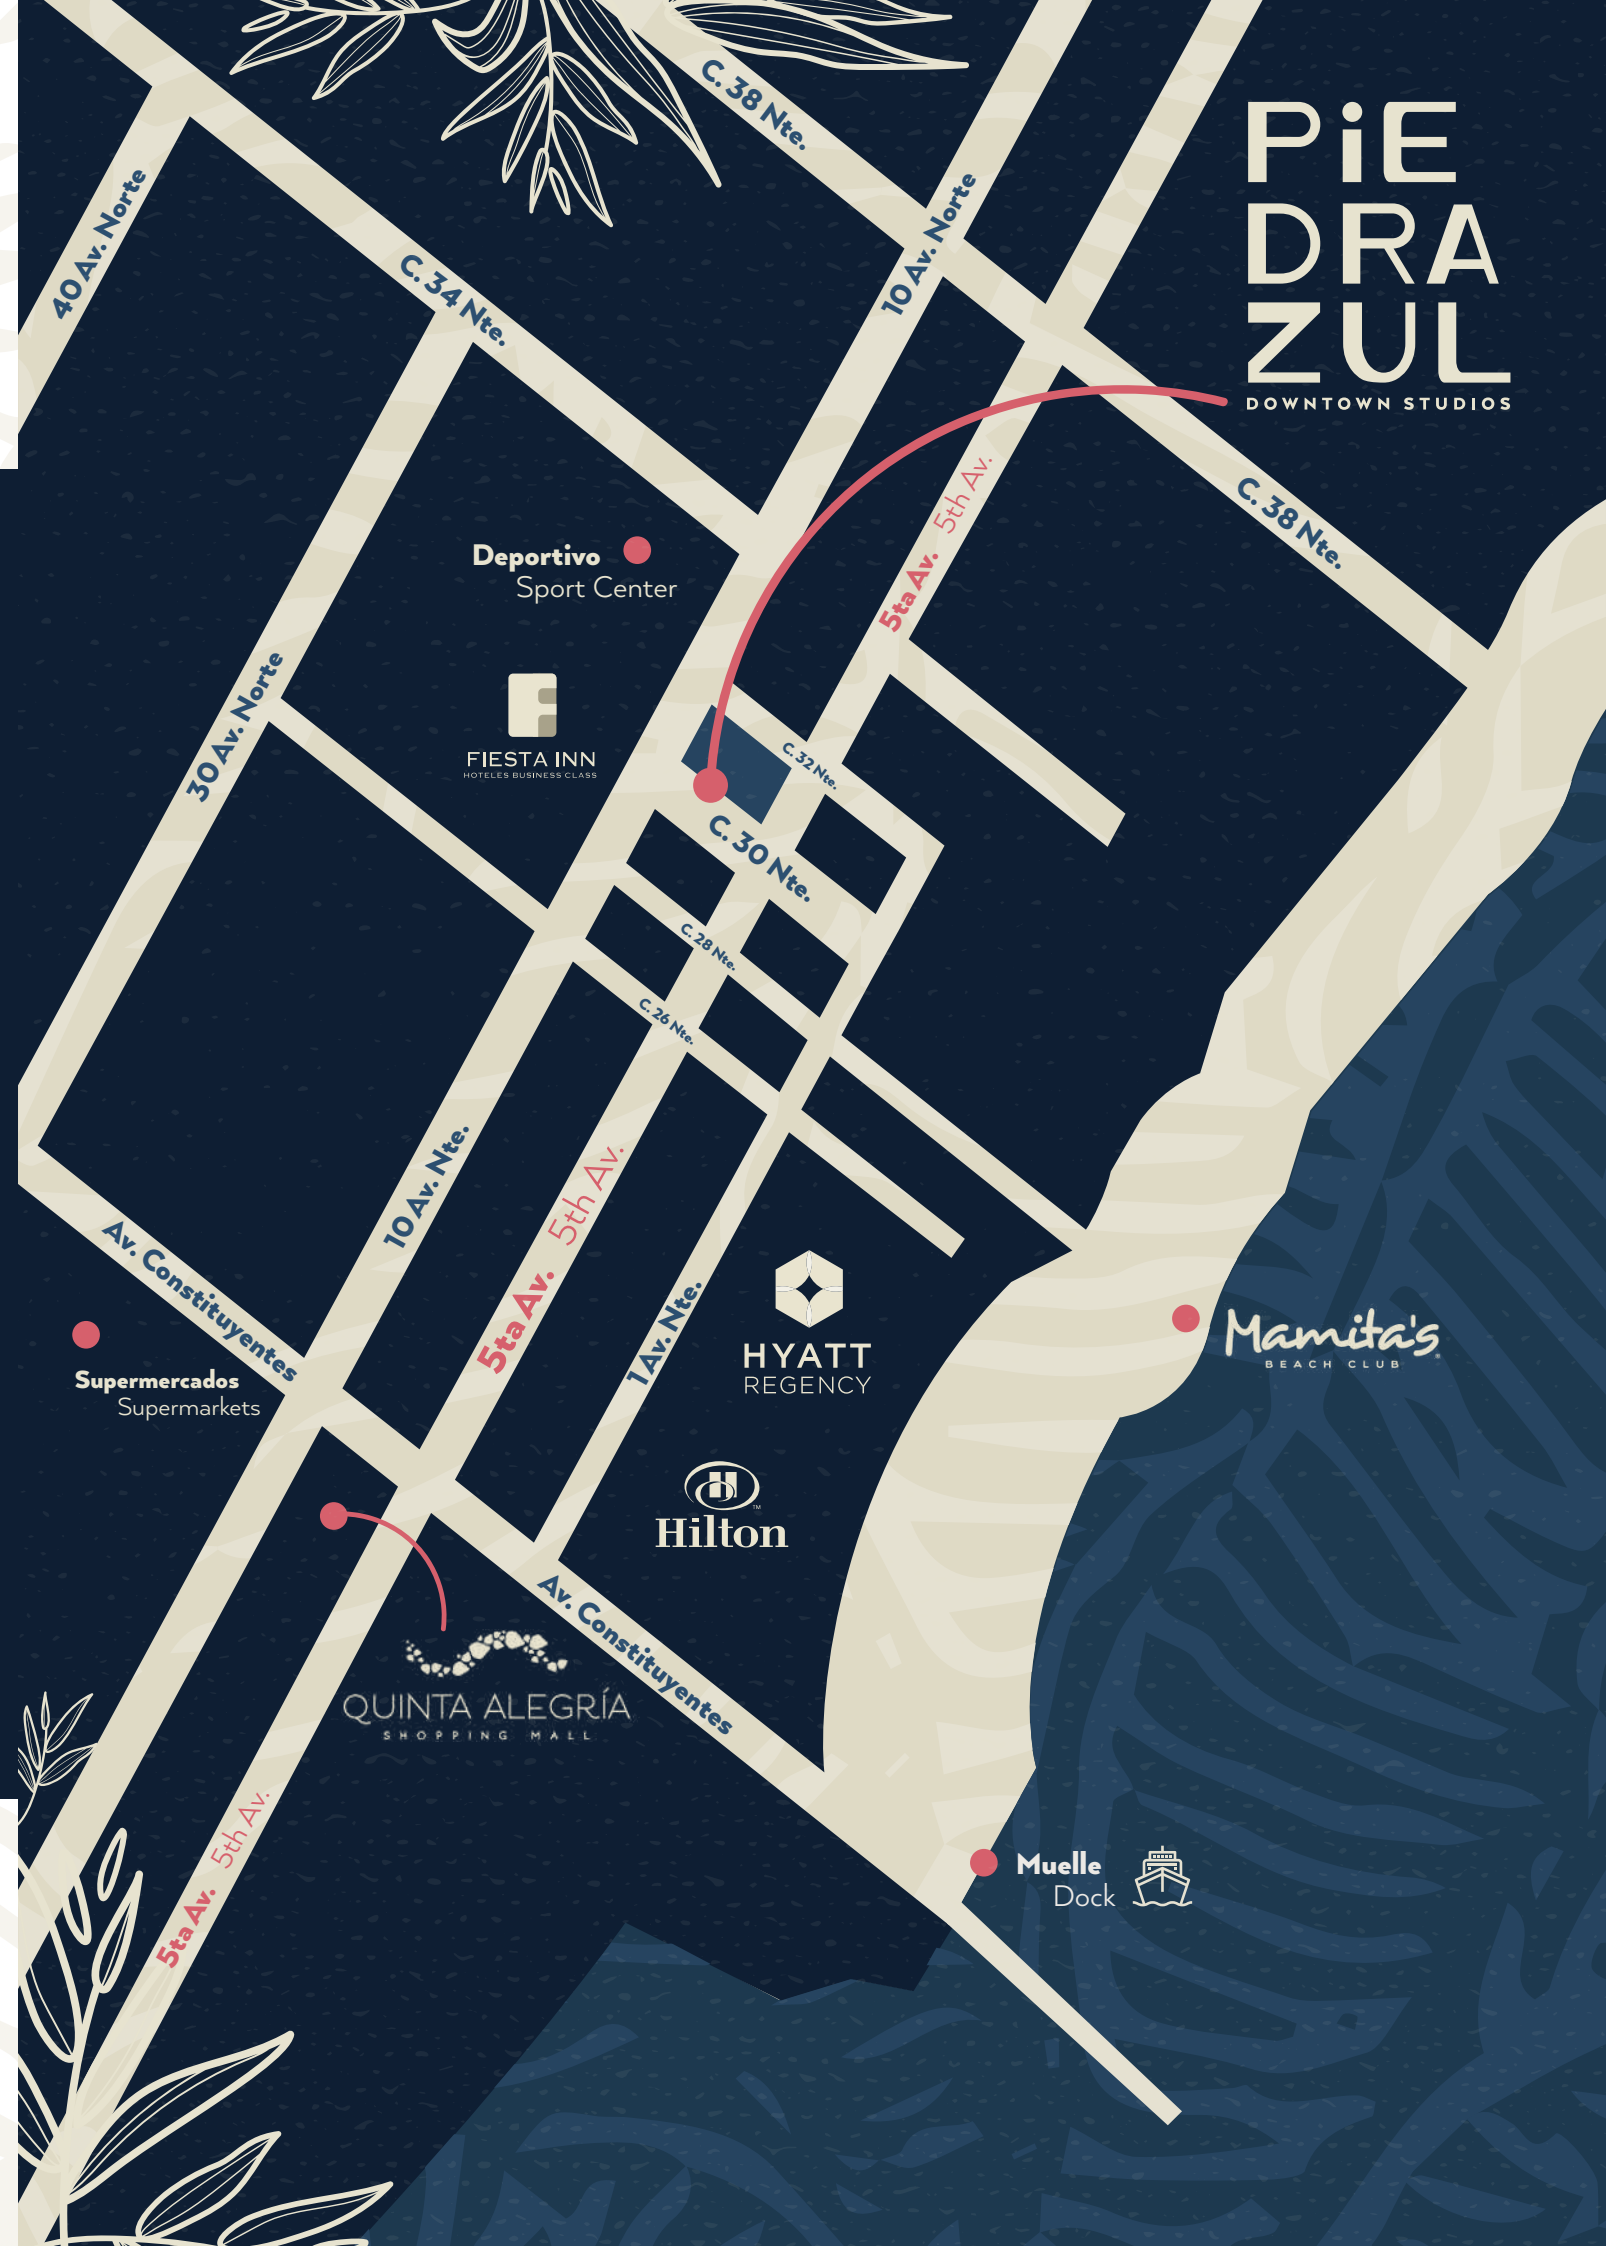 C. 38 Nte.
PiE
DRA
ZUL
DOWNTOWN STUDIOS
40 Av. Norte
C. 34 Nte.
10 Av. Norte
5ta Av. 5th Av.
C. 38 Nte.
Deportivo
Sport Center
30 Av. Norte
FIESTA INN
HOTELES BUSINESS CLASS
C. 32 Nte.
C. 30 Nte.
C. 28 Nte.
C. 26 Nte.
10 Av. Nte.
5ta Av. 5th Av.
1 Av. Nte.
Av. Constituyentes
HYATT
REGENCY
Mamita's
BEACH CLUB
Supermercados
Supermarkets
Hilton
TM
Av. Constituyentes
QUINTA ALEGRÍA
SHOPPING MALL
5ta Av. 5th Av.
Muelle
Dock